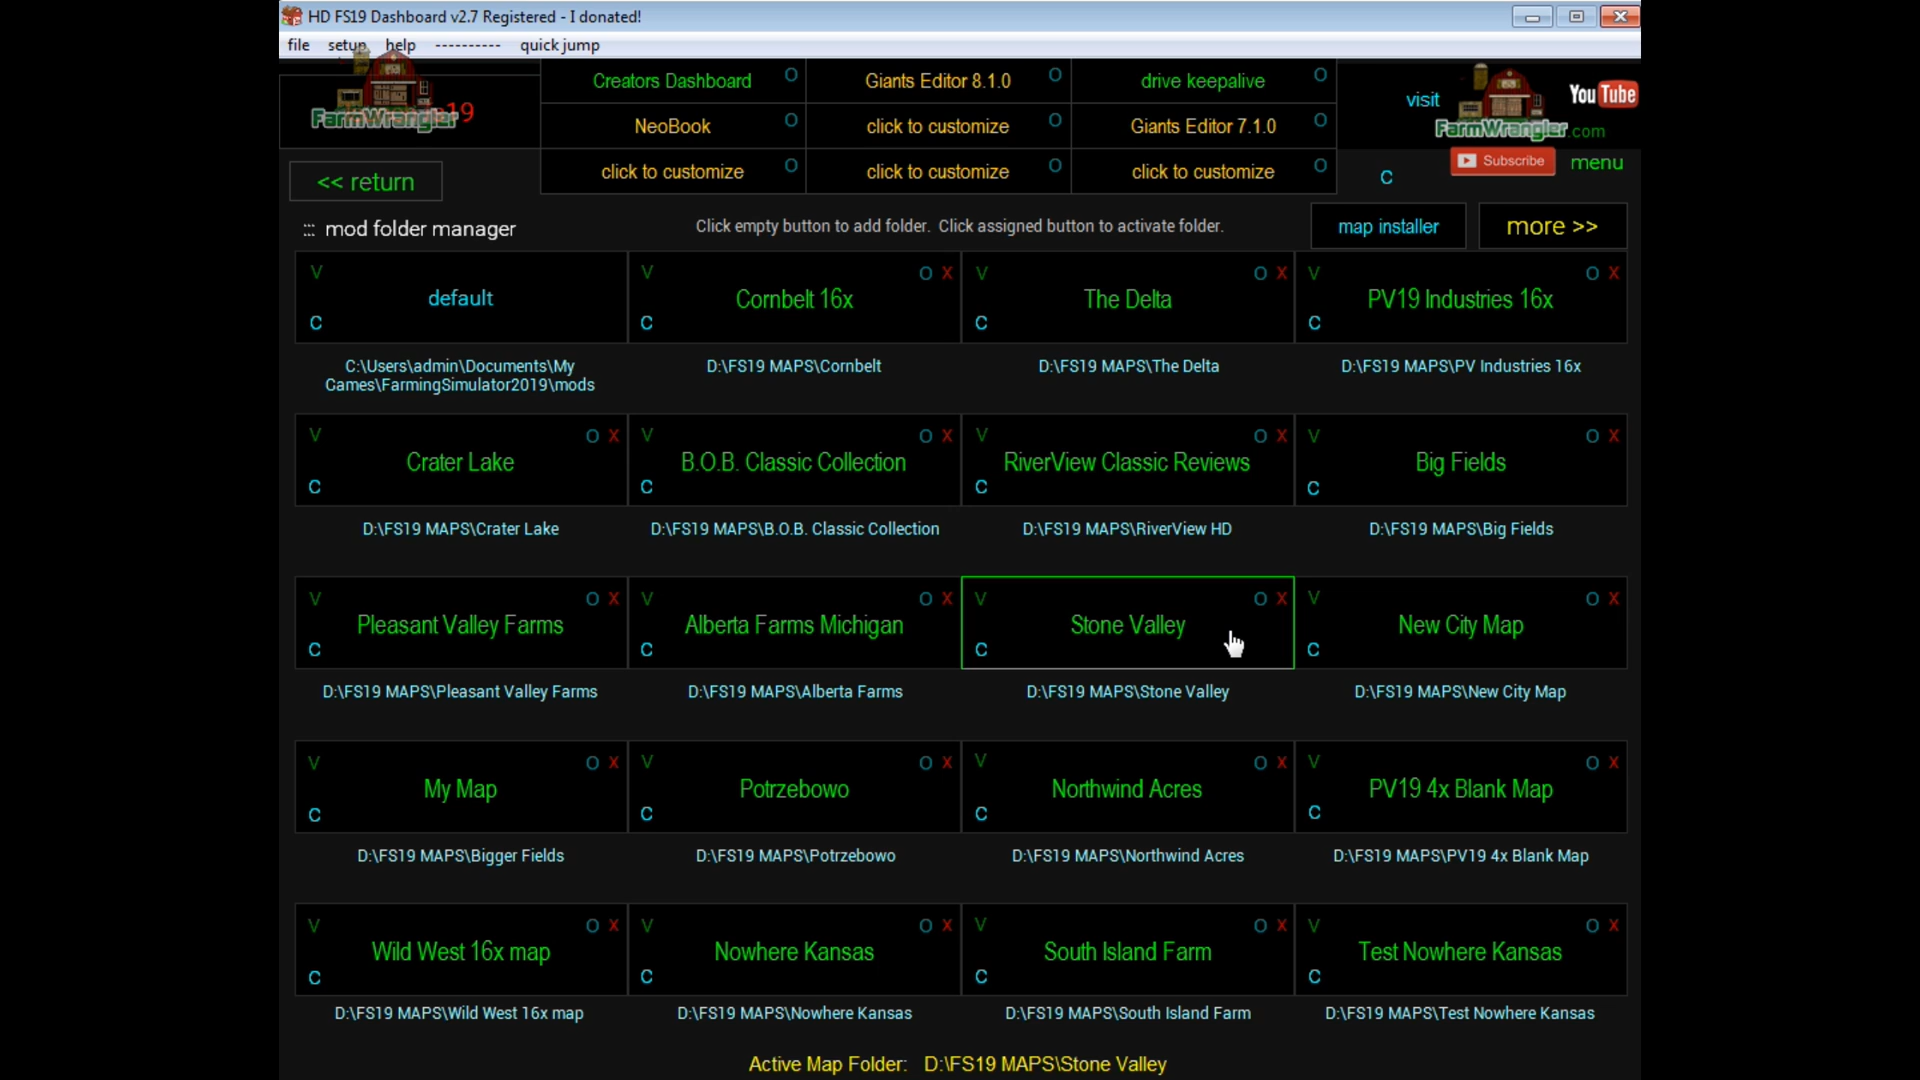 HD FS19 Dashboard v2.7 Registered - I donated!
file setup help ---------- quick jump
FarmWrangler 19
Creators Dashboard O Giants Editor 8.1.0 O drive keepalive O
NeoBook O click to customize O Giants Editor 7.1.0 O
click to customize O click to customize O click to customize O
visit FarmWrangler.com YouTube
C Subscribe menu
<< return
::: mod folder manager
Click empty button to add folder. Click assigned button to activate folder.
map installer more >>
V V O X V O X V O X
default Cornbelt 16x The Delta PV19 Industries 16x
C C C C
C:\Users\admin\Documents\My Games\FarmingSimulator2019\mods D:\FS19 MAPS\Cornbelt D:\FS19 MAPS\The Delta D:\FS19 MAPS\PV Industries 16x
V O X V O X V O X V O X
Crater Lake B.O.B. Classic Collection RiverView Classic Reviews Big Fields
C C C C
D:\FS19 MAPS\Crater Lake D:\FS19 MAPS\B.O.B. Classic Collection D:\FS19 MAPS\RiverView HD D:\FS19 MAPS\Big Fields
V O X V O X V O X V O X
Pleasant Valley Farms Alberta Farms Michigan Stone Valley New City Map
C C C C
D:\FS19 MAPS\Pleasant Valley Farms D:\FS19 MAPS\Alberta Farms D:\FS19 MAPS\Stone Valley D:\FS19 MAPS\New City Map
V O X V O X V O X V O X
My Map Potrzebowo Northwind Acres PV19 4x Blank Map
C C C C
D:\FS19 MAPS\Bigger Fields D:\FS19 MAPS\Potrzebowo D:\FS19 MAPS\Northwind Acres D:\FS19 MAPS\PV19 4x Blank Map
V O X V O X V O X V O X
Wild West 16x map Nowhere Kansas South Island Farm Test Nowhere Kansas
C C C C
D:\FS19 MAPS\Wild West 16x map D:\FS19 MAPS\Nowhere Kansas D:\FS19 MAPS\South Island Farm D:\FS19 MAPS\Test Nowhere Kansas
Active Map Folder: D:\FS19 MAPS\Stone Valley